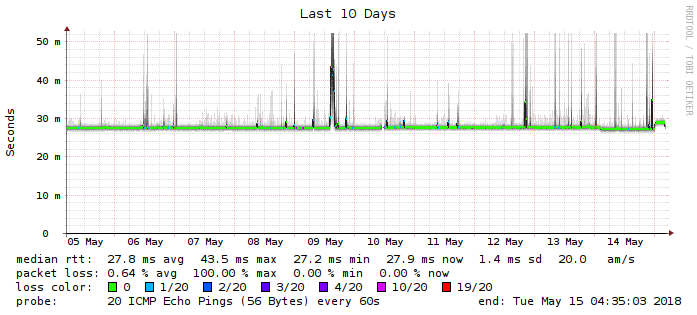 Last 10 Days
RRDTOOL / TOBI OETIKER
Seconds
50 m
40 m
30 m
20 m
10 m
0
05 May 06 May 07 May 08 May 09 May 10 May 11 May 12 May 13 May 14 May
median rtt: 27.8 ms avg 43.5 ms max 27.2 ms min 27.9 ms now 1.4 ms sd 20.0 am/s
packet loss: 0.64 % avg 100.00 % max 0.00 % min 0.00 % now
loss color: 0 1/20 2/20 3/20 4/20 10/20 19/20
probe: 20 ICMP Echo Pings (56 Bytes) every 60s end: Tue May 15 04:35:03 2018